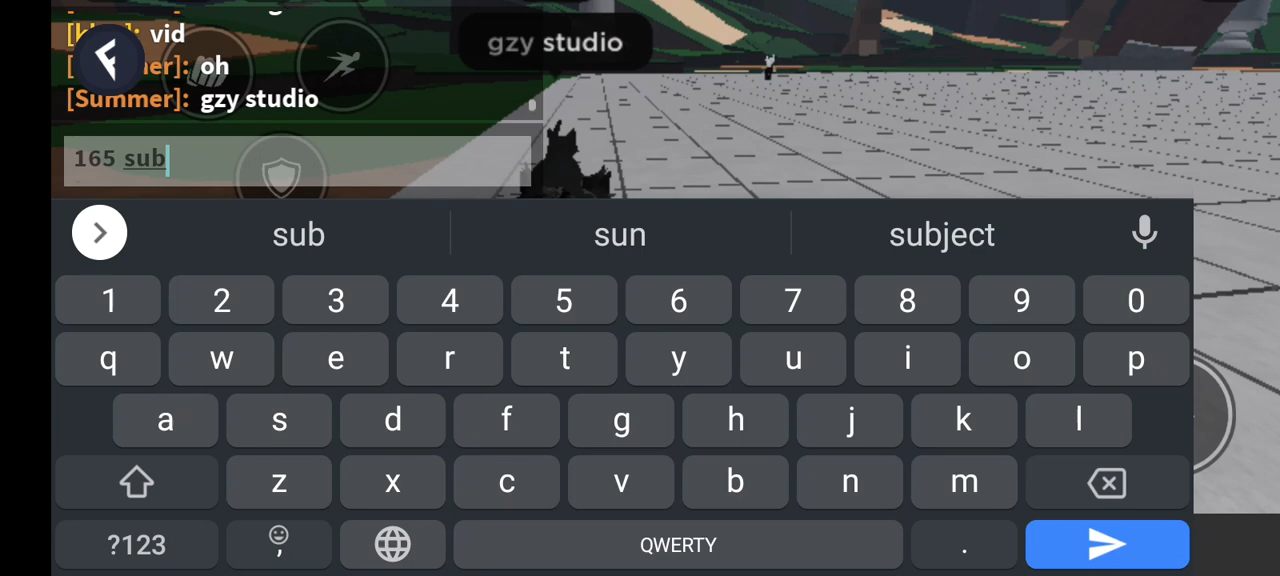 vid
oh
gzy studio
[Summer]: gzy studio
165 sub
sub sun subject
1 2 3 4 5 6 7 8 9 0
q w e r t y u i o p
a s d f g h j k l
z x c v b n m
?123 , QWERTY .